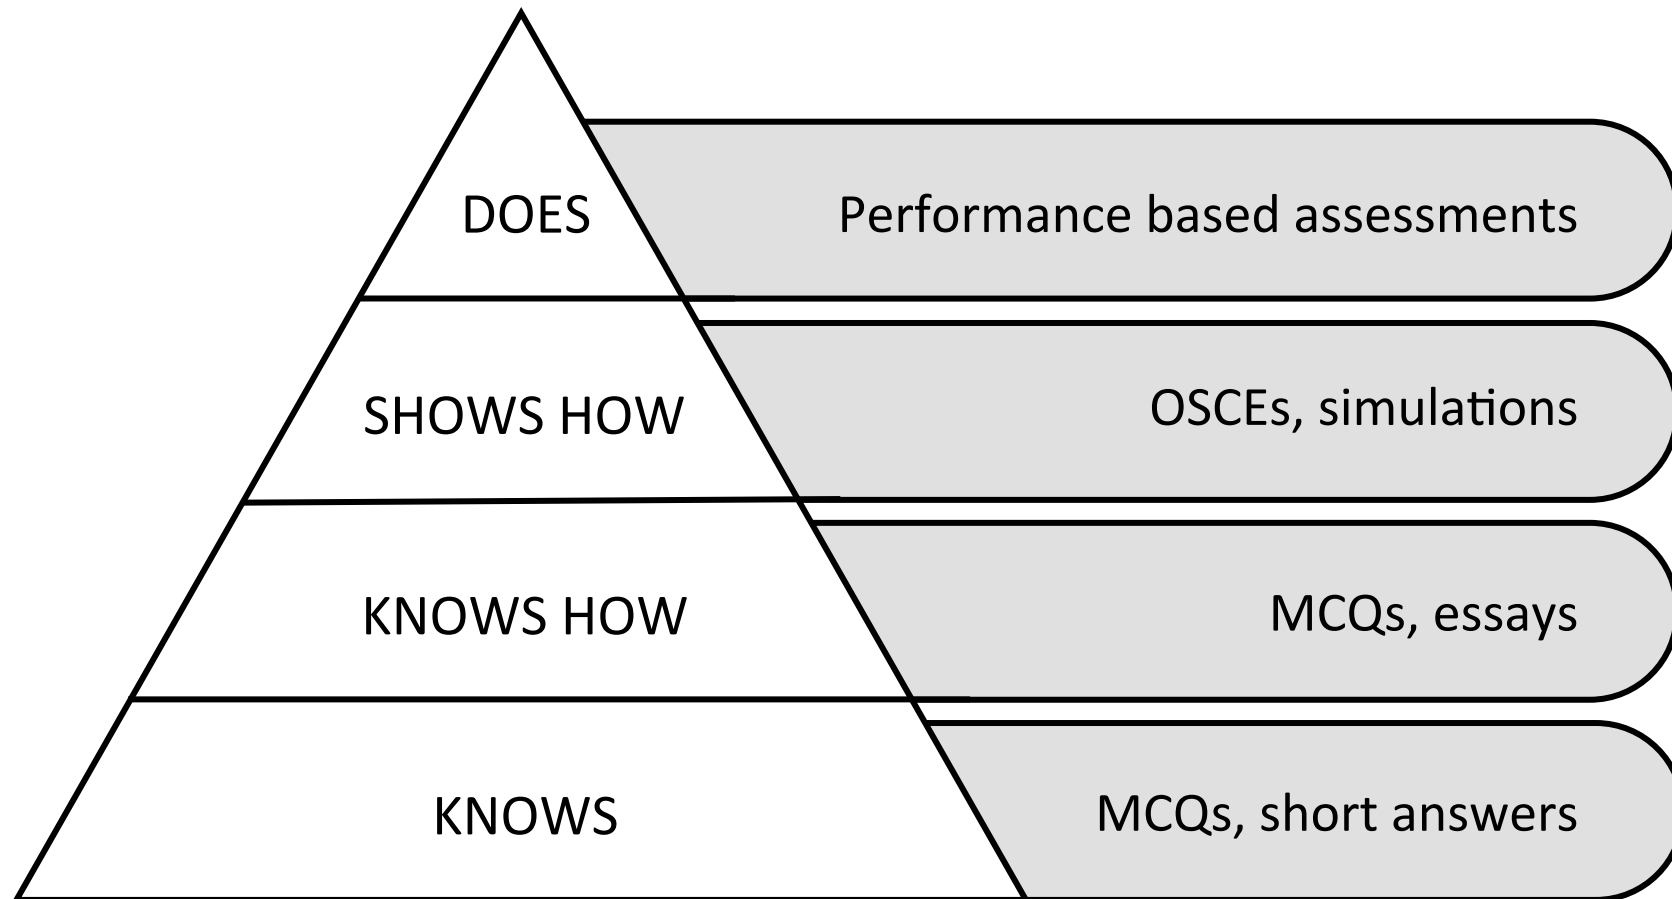 DOES
Performance based assessments
SHOWS HOW
OSCEs, simulations
KNOWS HOW
MCQs, essays
KNOWS
MCQs, short answers